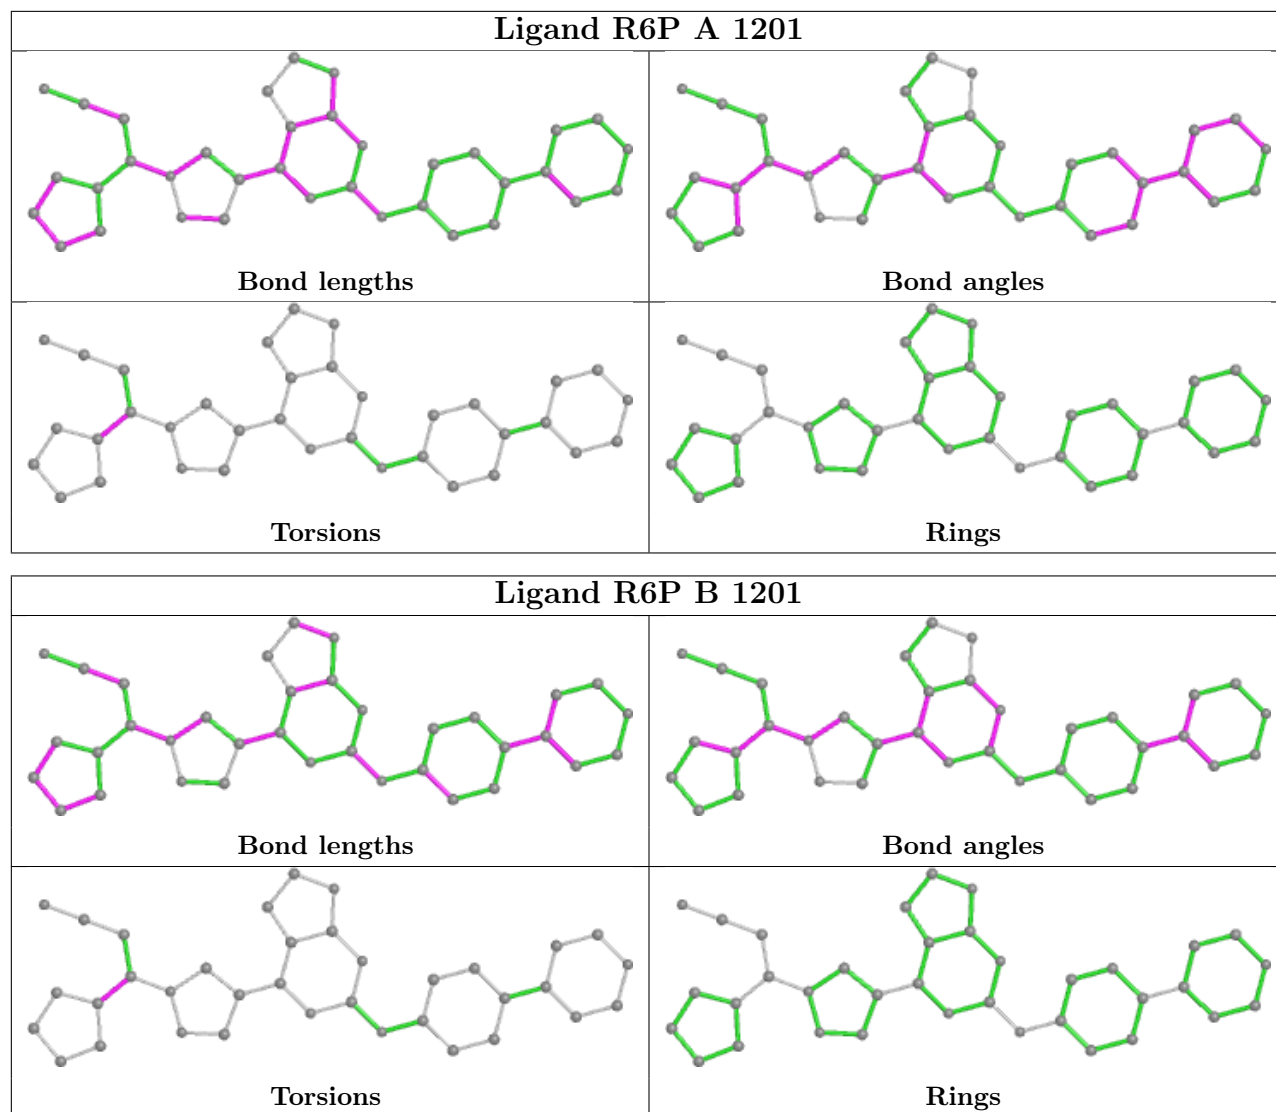 Ligand R6P A 1201
Bond lengths
Bond angles
Torsions
Rings
Ligand R6P B 1201
Bond lengths
Bond angles
Torsions
Rings